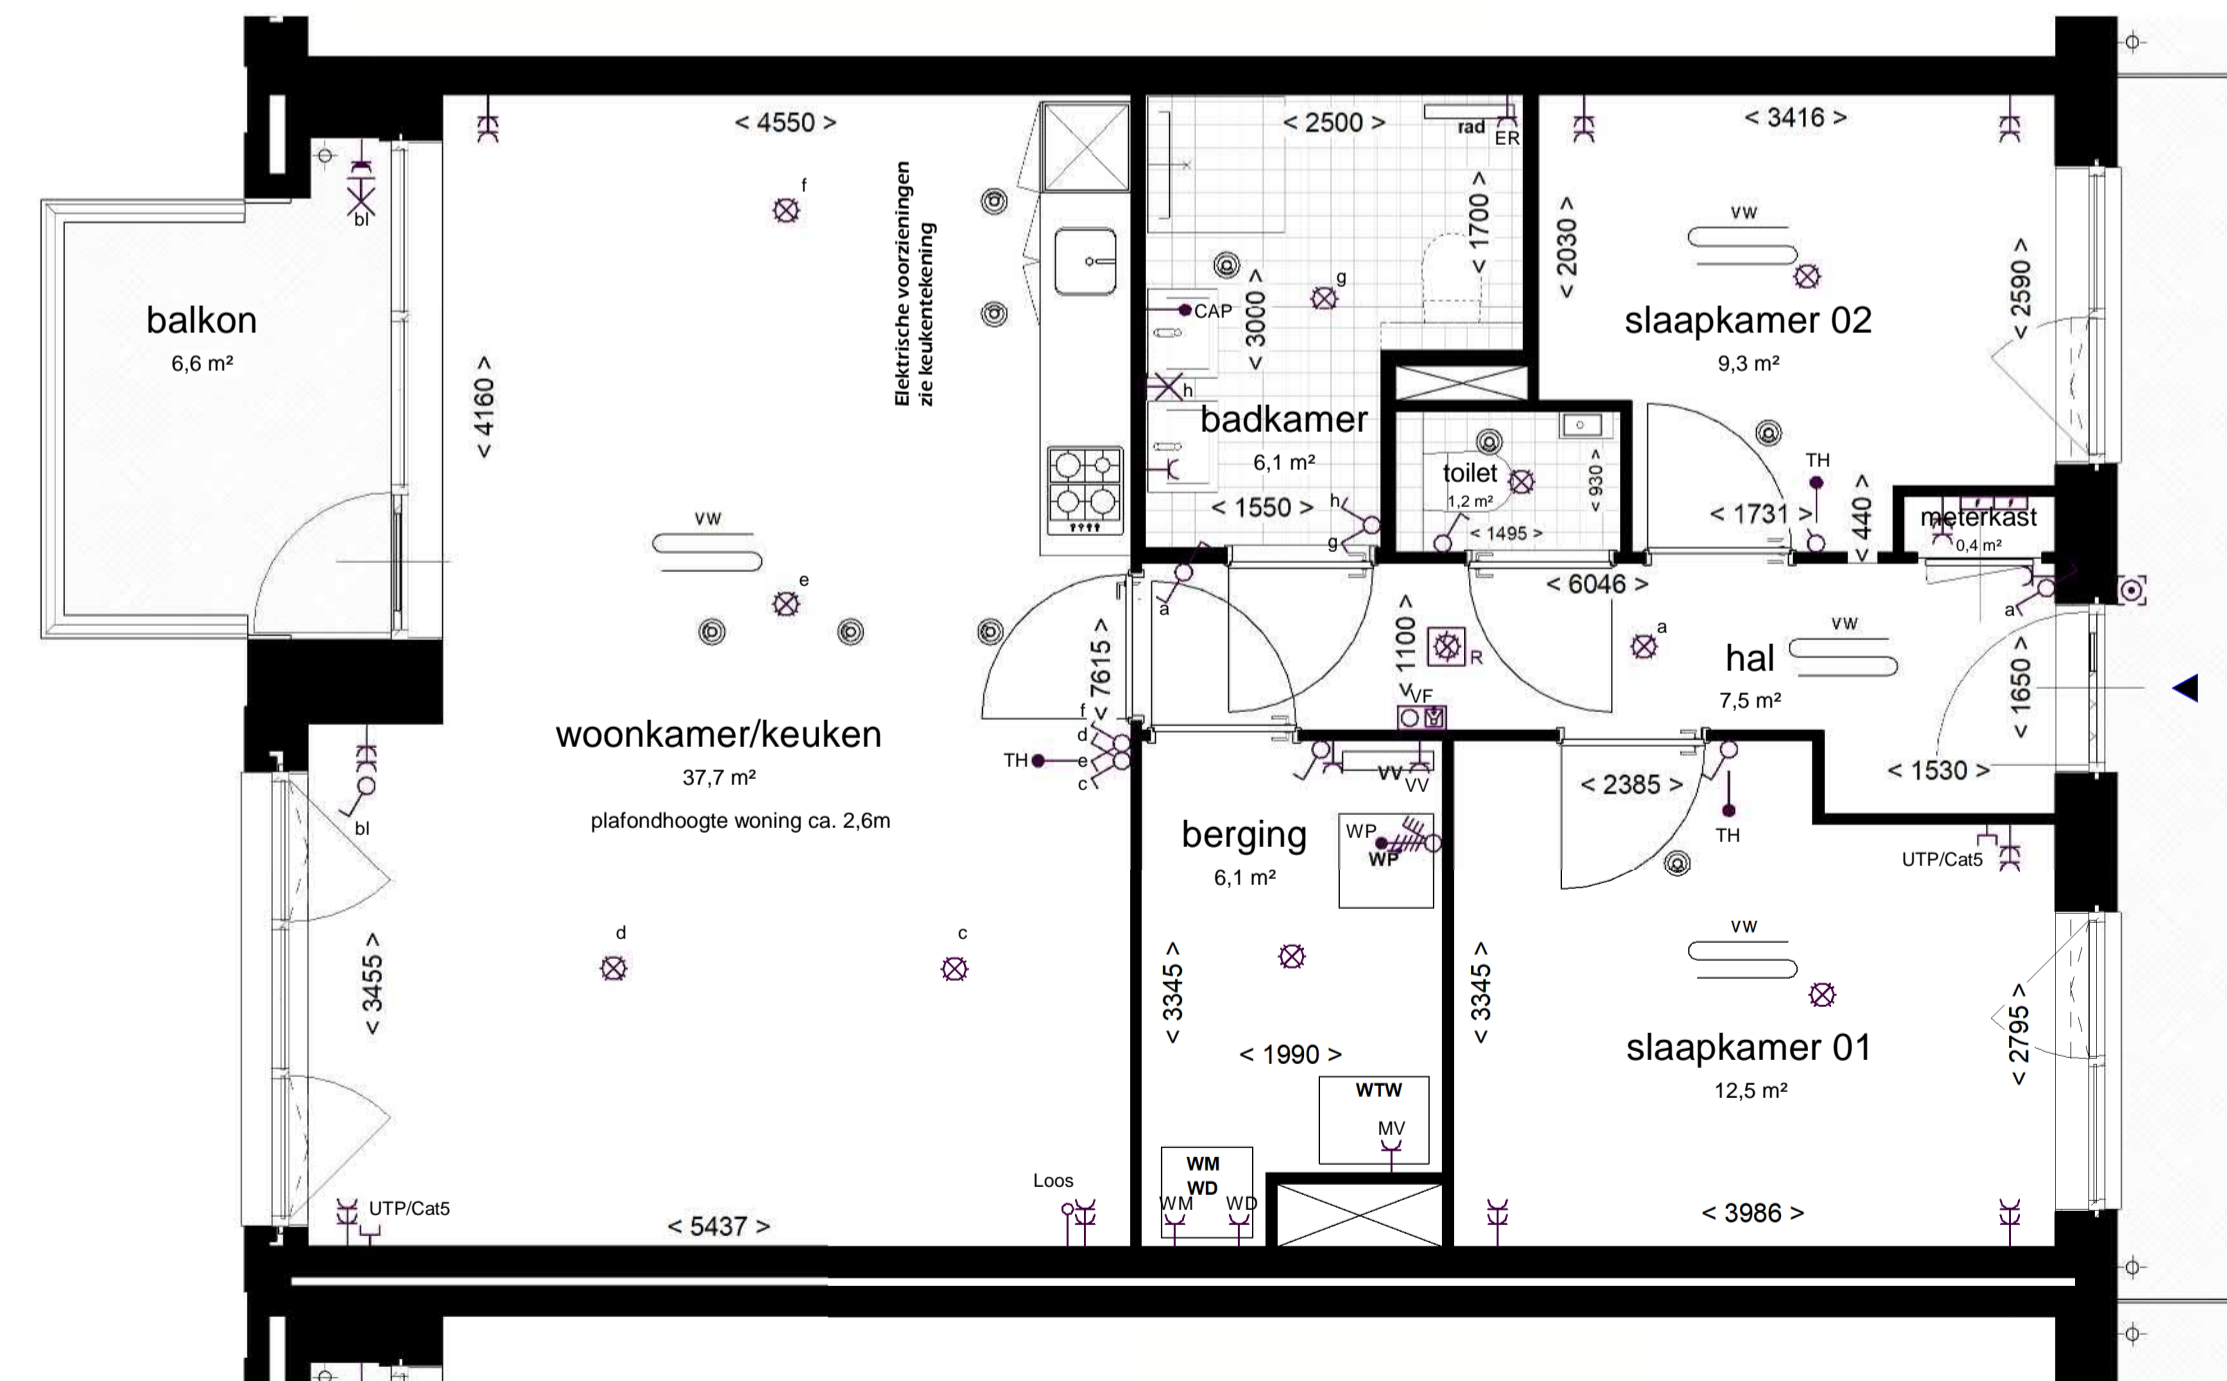 balkon
6,6 m²
bl
< 4550 >
f
Elektrische voorzieningen
zie keukentekening
< 4160 >
vw
e
woonkamer/keuken
37,7 m²
plafondhoogte woning ca. 2,6m
bl
< 3455 >
d
c
UTP/Cat5
< 5437 >
Loos
< 7615 >
f
d
TH
e
c
< 2500 >
rad
ER
< 1700 >
g
CAP
< 3000 >
h
badkamer
6,1 m²
< 1550 >
h
g
toilet
1,2 m²
< 930 >
< 1495 >
< 3416 >
< 2030 >
vw
slaapkamer 02
9,3 m²
< 2590 >
TH
< 1731 >
< 440 >
meterkast
0,4 m²
a
< 6046 >
a
< 1100 >
R
VF
a
hal
7,5 m²
vw
< 1650 >
< 1530 >
VV
VV
berging
6,1 m²
WP
WP
< 3345 >
< 1990 >
WTW
MV
WM
WD
WM
WD
< 2385 >
TH
UTP/Cat5
< 3345 >
vw
slaapkamer 01
12,5 m²
< 2795 >
< 3986 >